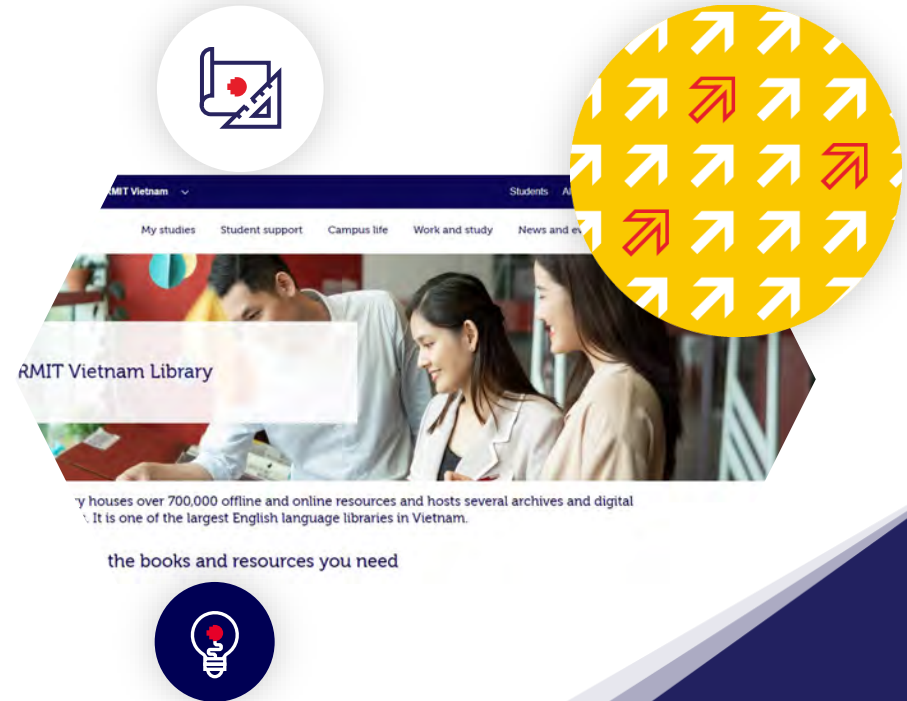 RMIT Vietnam
Students
My studies Student support Campus life Work and study News and
RMIT Vietnam Library
houses over 700,000 offline and online resources and hosts several archives and digital
It is one of the largest English language libraries in Vietnam.
the books and resources you need